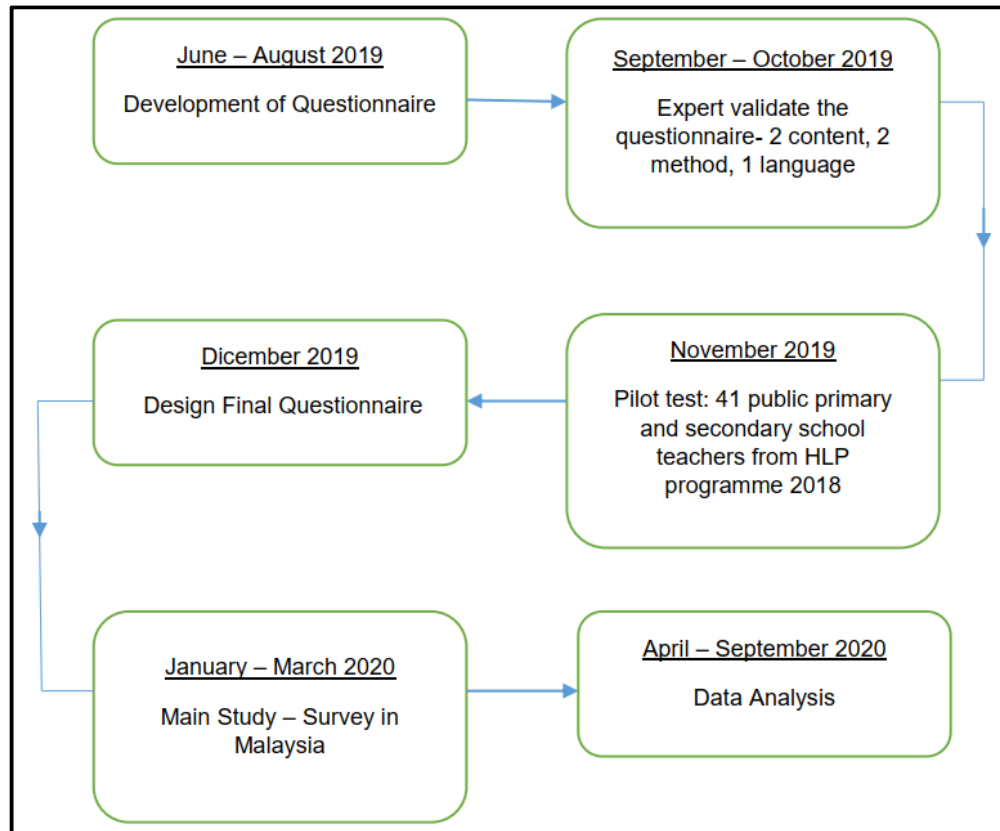 June – August 2019
Development of Questionnaire
September – October 2019
Expert validate the
questionnaire- 2 content, 2
method, 1 language
November 2019
Pilot test: 41 public primary
and secondary school
teachers from HLP
programme 2018
Dicember 2019
Design Final Questionnaire
January – March 2020
Main Study – Survey in
Malaysia
April – September 2020
Data Analysis